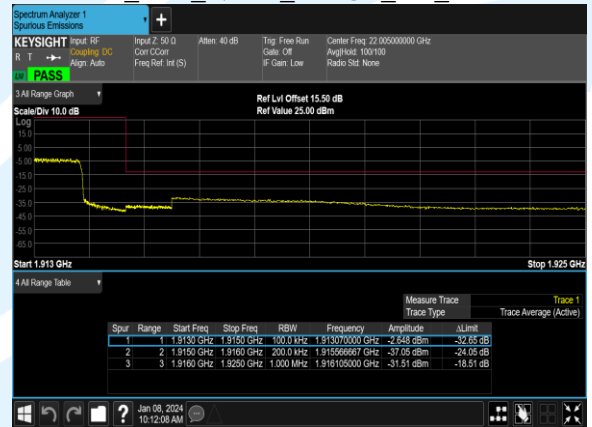 Spectrum Analyzer 1
Spurious Emissions
+
KEYSIGHT Input: RF Input Z: 50 Ω Atten: 40 dB Trig: Free Run Center Freq: 22.005000000 GHz
R T Coupling: DC Corr CCorr Gate: Off Avg|Hold: 100/100
Align: Auto Freq Ref: Int (S) IF Gain: Low Radio Std: None
LW PASS
3 All Range Graph
Ref Lvl Offset 15.50 dB
Scale/Div 10.0 dB Ref Value 25.00 dBm
Log
15.0
5.00
-5.00
-15.0
-25.0
-35.0
-45.0
-55.0
-65.0
Start 1.913 GHz Stop 1.925 GHz
4 All Range Table
Measure Trace Trace 1
Trace Type Trace Average (Active)
Spur Range Start Freq Stop Freq RBW Frequency Amplitude ΔLimit
1 1 1.9130 GHz 1.9150 GHz 100.0 kHz 1.913070000 GHz -2.648 dBm -32.65 dB
2 2 1.9150 GHz 1.9160 GHz 200.0 kHz 1.915566667 GHz -37.05 dBm -24.05 dB
3 3 1.9160 GHz 1.9250 GHz 1.000 MHz 1.916105000 GHz -31.51 dBm -18.51 dB
? Jan 08, 2024
10:12:08 AM